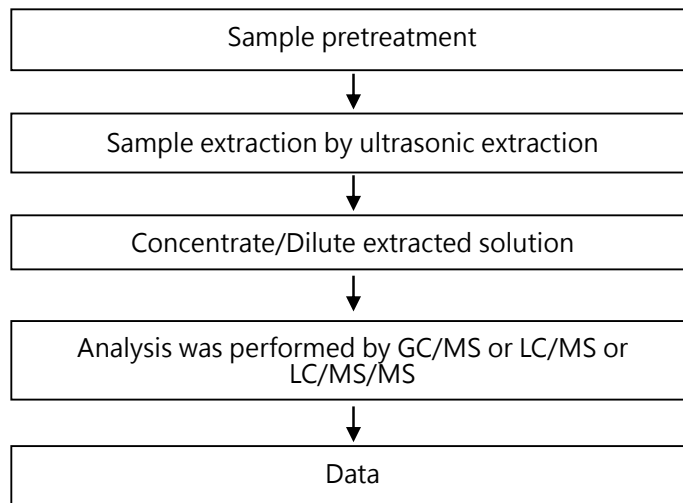 Sample pretreatment
Sample extraction by ultrasonic extraction
Concentrate/Dilute extracted solution
Analysis was performed by GC/MS or LC/MS or
LC/MS/MS
Data